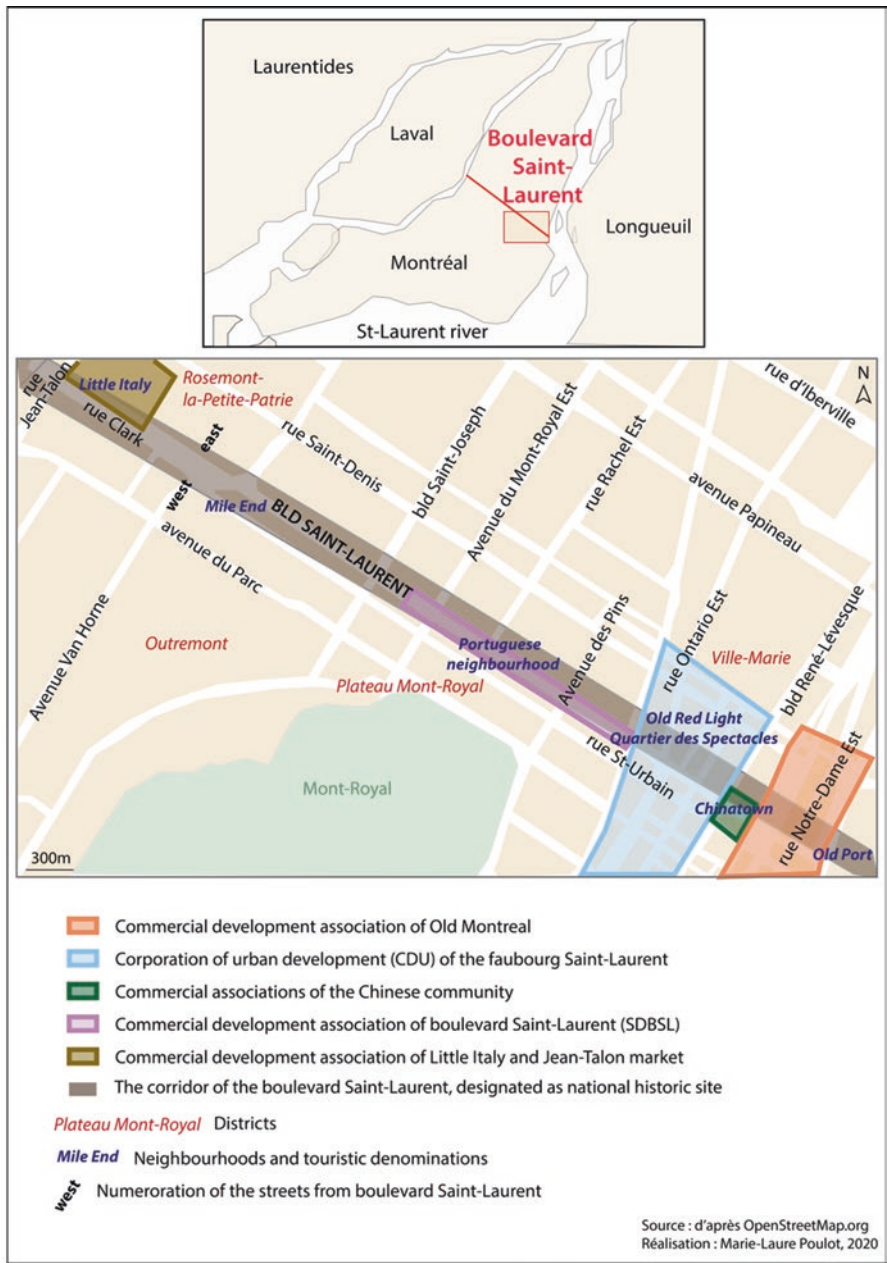 Laurentides
Laval
Boulevard
Saint-
Laurent
Longueuil
Montréal
St-Laurent river
rue
Jean-Talon
Little Italy
Rosemont-
la-Petite-Patrie
rue Clark
east
west
rue Saint-Denis
bld Saint-Joseph
Avenue du Mont-Royal Est
rue Rachel Est
rue d'Iberville
N
avenue Papineau
Mile End
BLD SAINT-LAURENT
avenue du Parc
Avenue Van Horne
Outremont
Portuguese
neighbourhood
Plateau Mont-Royal
Avenue des Pins
rue Ontario Est
Ville-Marie
bld René-Lévesque
Old Red Light
Quartier des Spectacles
rue St-Urbain
Mont-Royal
Chinatown
rue Notre-Dame Est
Old Port
300m
Commercial development association of Old Montreal
Corporation of urban development (CDU) of the faubourg Saint-Laurent
Commercial associations of the Chinese community
Commercial development association of boulevard Saint-Laurent (SDBSL)
Commercial development association of Little Italy and Jean-Talon market
The corridor of the boulevard Saint-Laurent, designated as national historic site
Plateau Mont-Royal Districts
Mile End Neighbourhoods and touristic denominations
west Numeroration of the streets from boulevard Saint-Laurent
Source : d'après OpenStreetMap.org
Réalisation : Marie-Laure Poulot, 2020